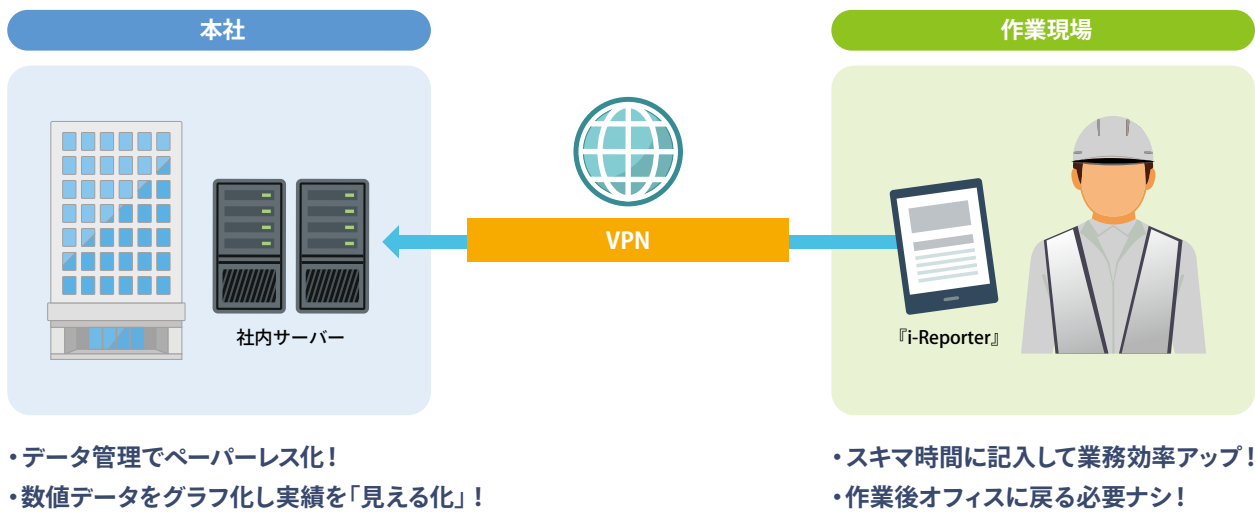 本社
作業現場
VPN
社内サーバー
『i-Reporter』
・データ管理でペーパーレス化！
・数値データをグラフ化し実績を「見える化」！
・スキマ時間に記入して業務効率アップ！
・作業後オフィスに戻る必要ナシ！